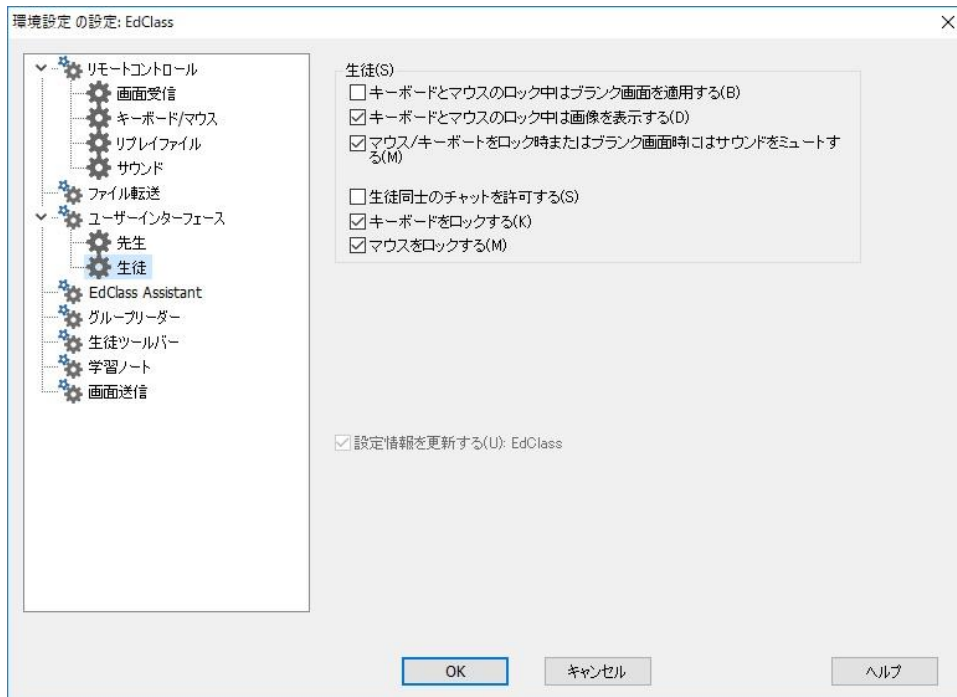 環境設定 の設定: EdClass
リモートコントロール
画面受信
キーボード/マウス
リプレイファイル
サウンド
ファイル転送
ユーザーインターフェース
先生
生徒
EdClass Assistant
グループリーダー
生徒ツールバー
学習ノート
画面送信
生徒(S)
キーボードとマウスのロック中はブランク画面を適用する(B)
キーボードとマウスのロック中は画像を表示する(D)
マウス/キーボートをロック時またはブランク画面時にはサウンドをミュートす
る(M)
生徒同士のチャットを許可する(S)
キーボードをロックする(K)
マウスをロックする(M)
設定情報を更新する(U): EdClass
OK
キャンセル
ヘルプ